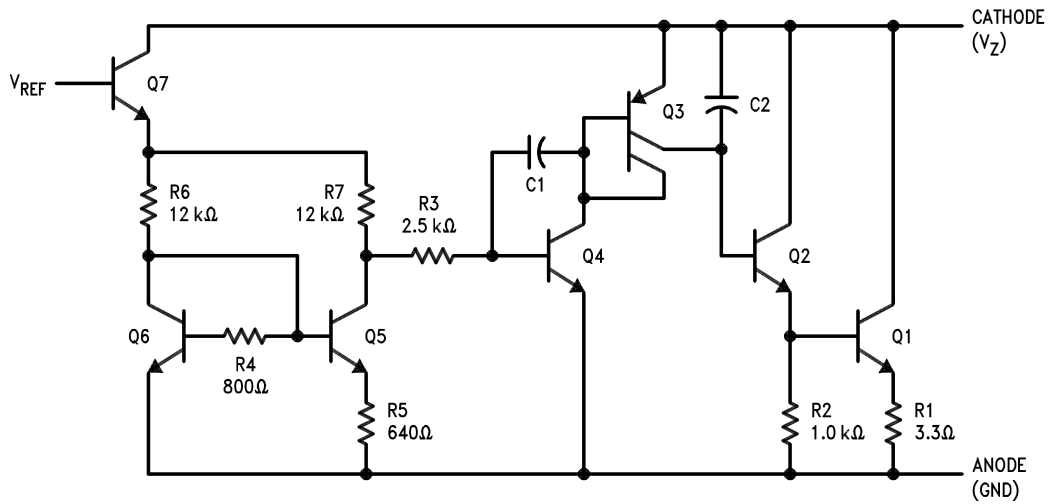 CATHODE
(VZ)
VREF
Q7
Q3
C2
R6
12 kΩ
R7
12 kΩ
R3
2.5 kΩ
C1
Q4
Q2
Q6
R4
800Ω
Q5
R5
640Ω
Q1
R2
1.0 kΩ
R1
3.3Ω
ANODE
(GND)